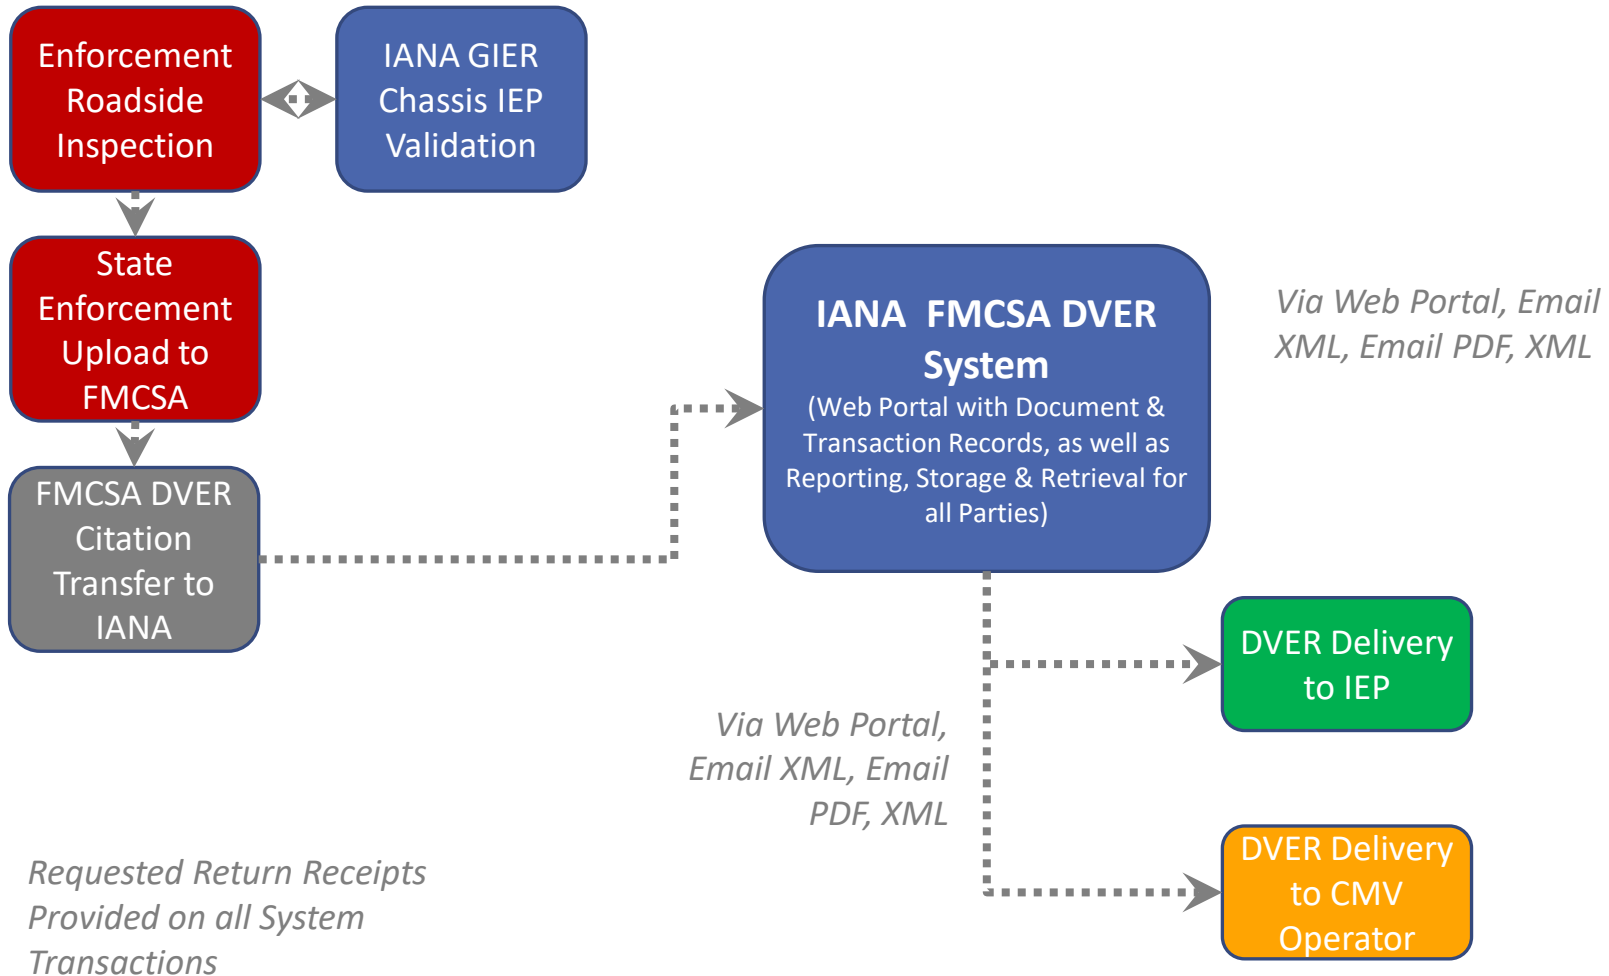 Enforcement
Roadside
Inspection
IANA GIER
Chassis IEP
Validation
State
Enforcement
Upload to
FMCSA
FMCSA DVER
Citation
Transfer to
IANA
IANA  FMCSA DVER
System
(Web Portal with Document &
Transaction Records, as well as
Reporting, Storage & Retrieval for
all Parties)
Via Web Portal, Email
XML, Email PDF, XML
DVER Delivery
to IEP
Via Web Portal,
Email XML, Email
PDF, XML
DVER Delivery
to CMV
Operator
Requested Return Receipts
Provided on all System
Transactions